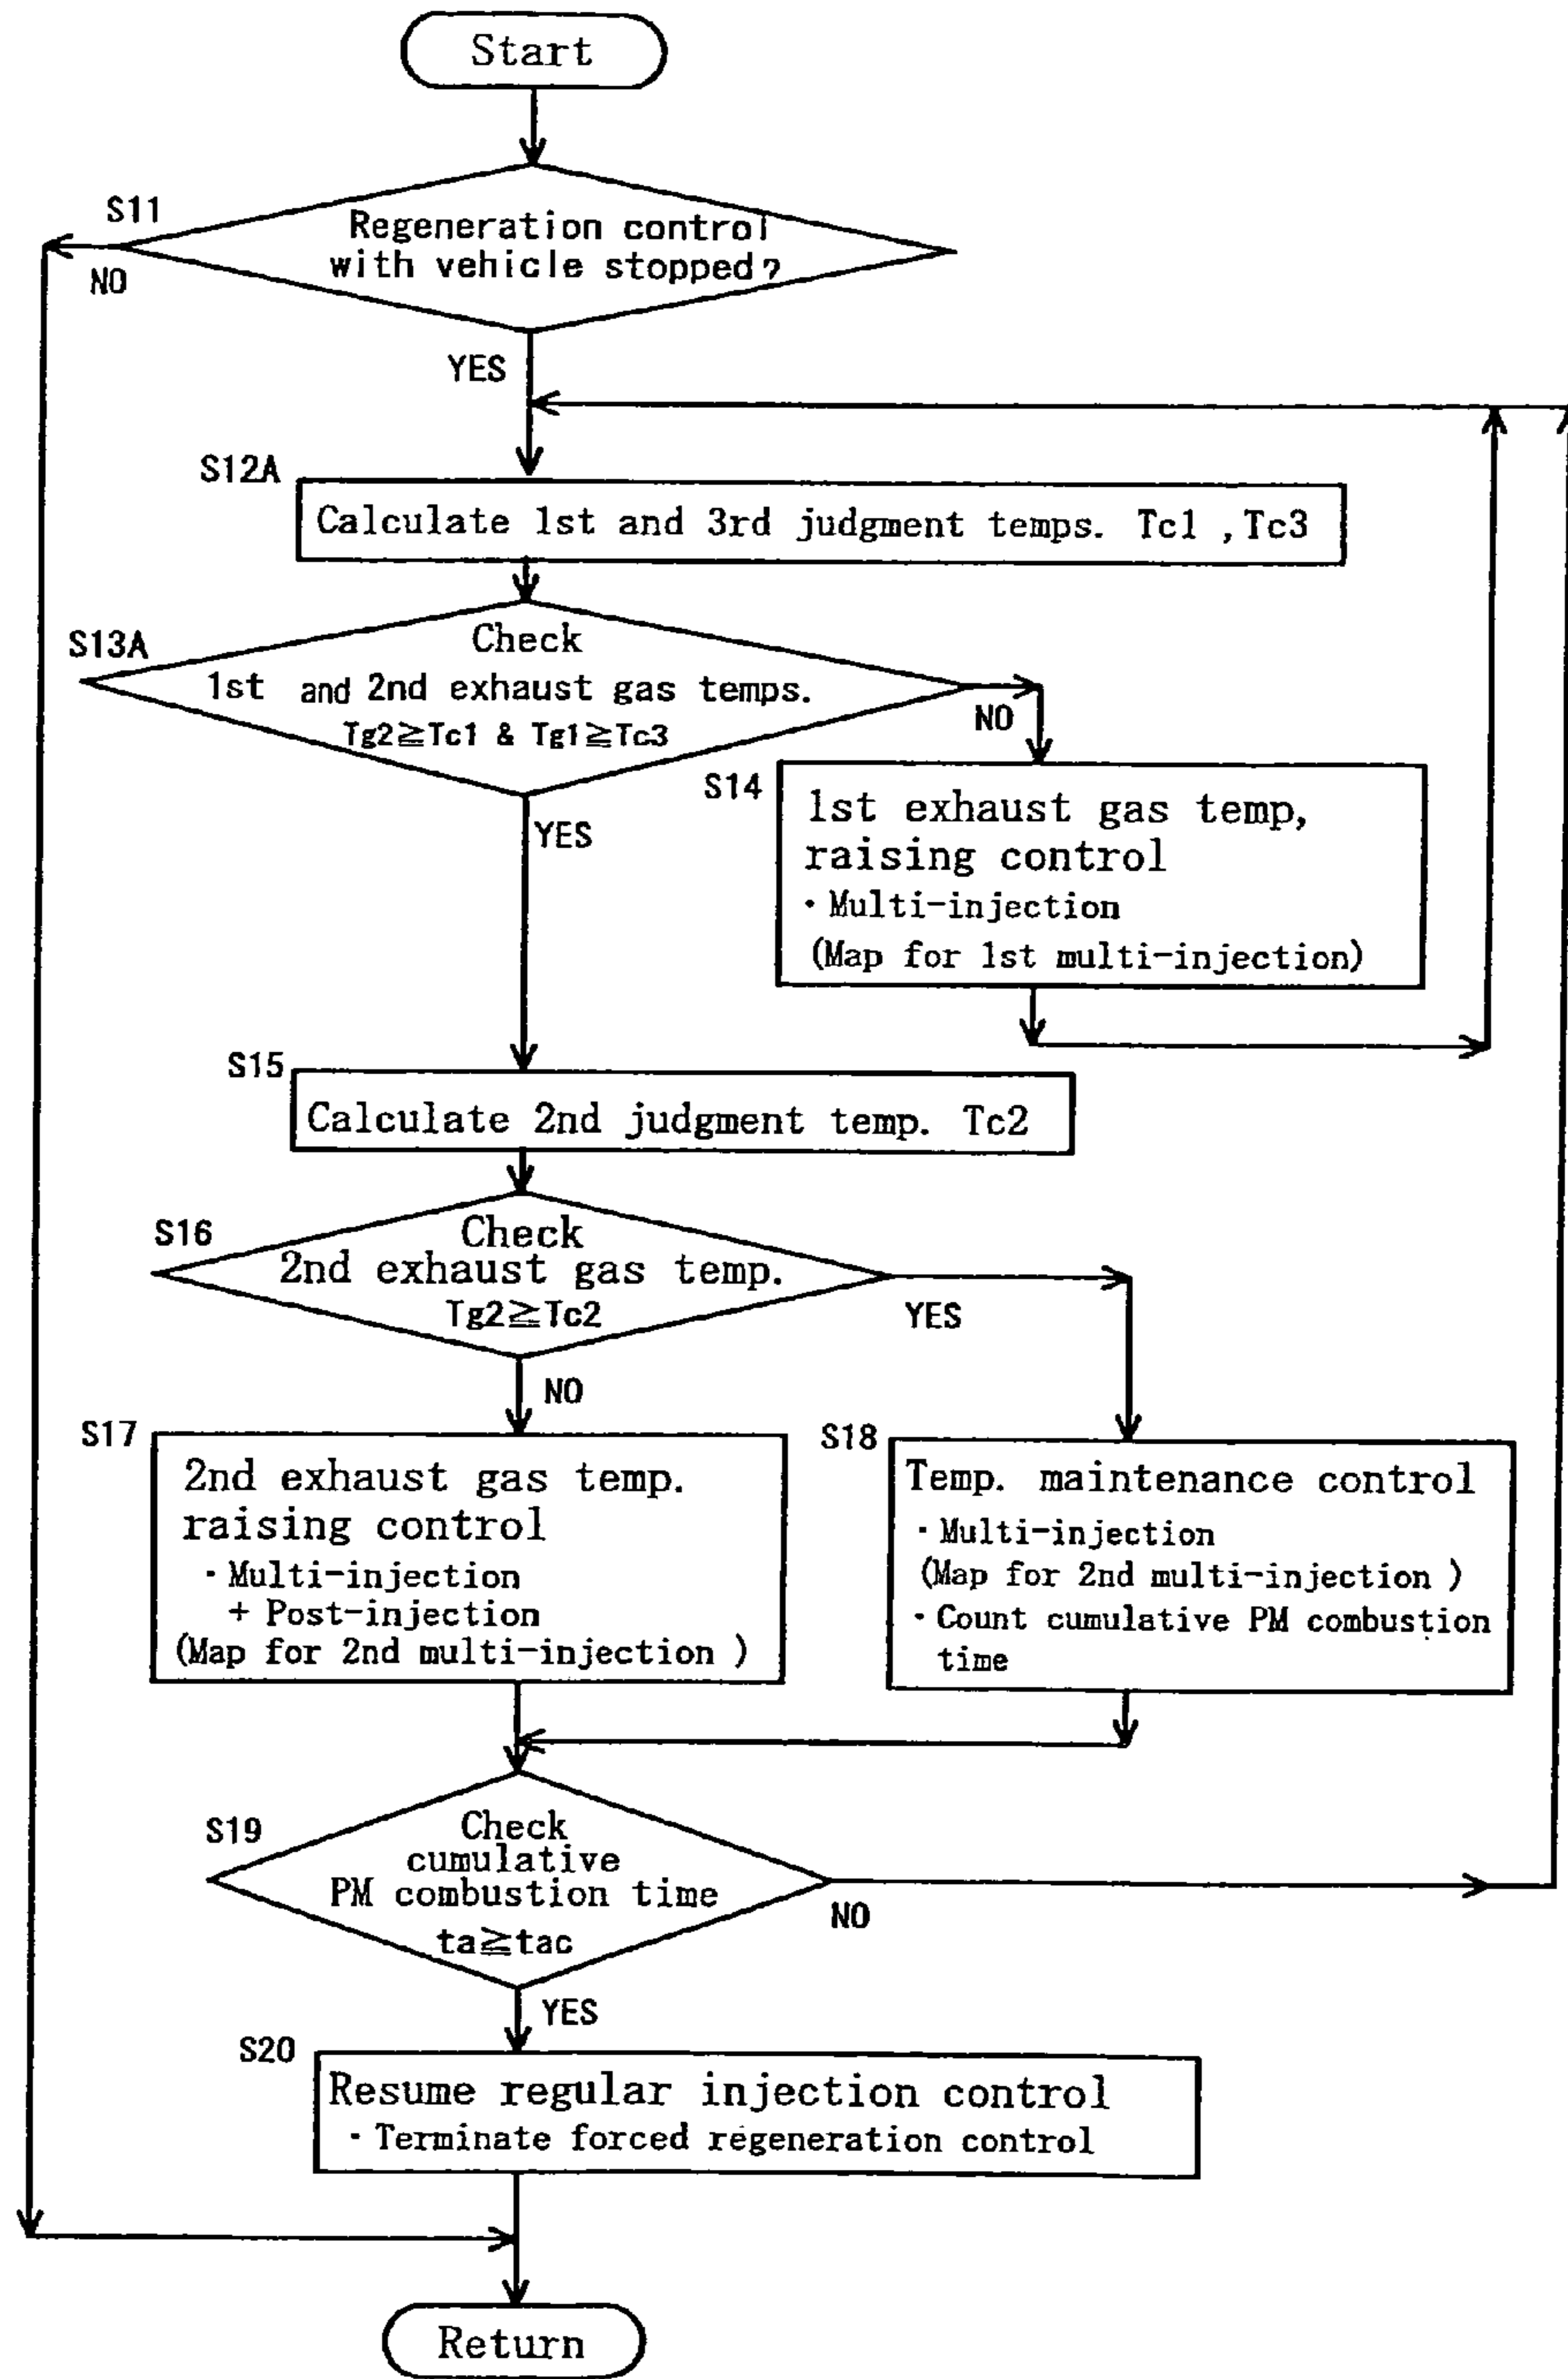 Start
S11
Regeneration control
with vehicle stopped?
NO
YES
S12A
Calculate 1st and 3rd judgment temps. Tc1 ,Tc3
S13A
Check
1st and 2nd exhaust gas temps.
Tg2≧Tc1 & Tg1≧Tc3
NO
YES
S14
1st exhaust gas temp,
raising control
・Multi-injection
(Map for 1st multi-injection)
S15
Calculate 2nd judgment temp. Tc2
S16
Check
2nd exhaust gas temp.
Tg2≧Tc2
YES
NO
S17
2nd exhaust gas temp.
raising control
・Multi-injection
+ Post-injection
(Map for 2nd multi-injection )
S18
Temp. maintenance control
・Multi-injection
(Map for 2nd multi-injection )
・Count cumulative PM combustion
time
S19
Check
cumulative
PM combustion time
ta≧tac
NO
YES
S20
Resume regular injection control
・Terminate forced regeneration control
Return